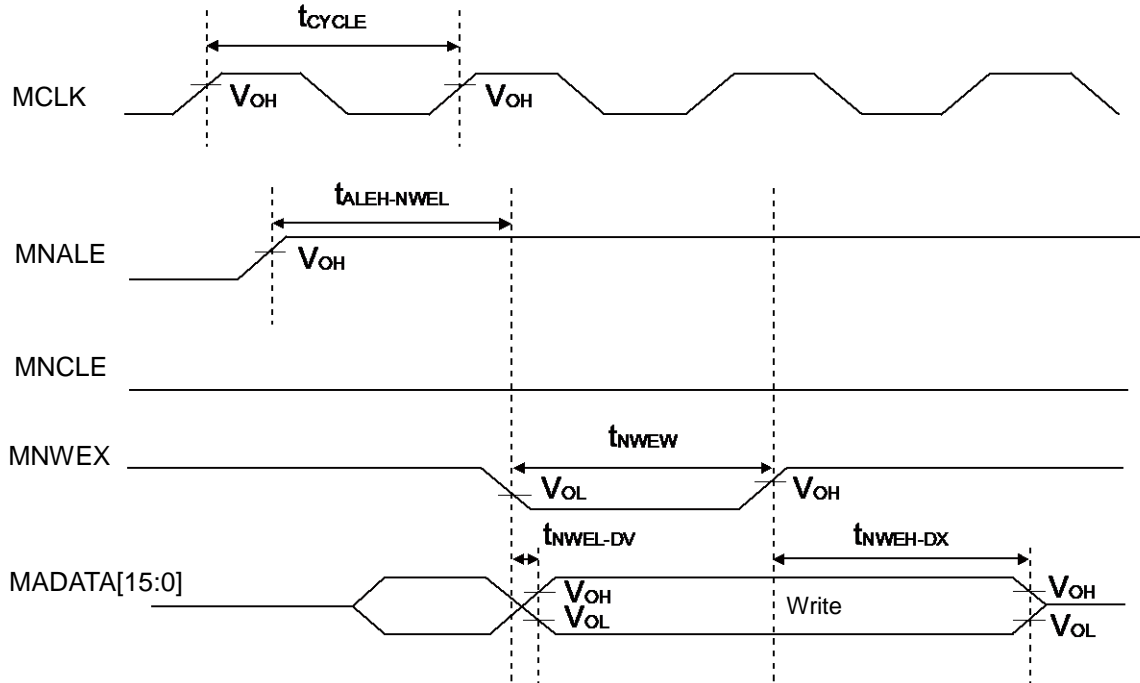 tCYCLE
MCLK
VOH VOH
tALEH-NWEL
MNALE
VOH
MNCLE
tNWEW
MNWEX
VOL VOH
tNWEL-DV tNWEH-DX
MADATA[15:0]
VOH Write VOH
VOL VOL